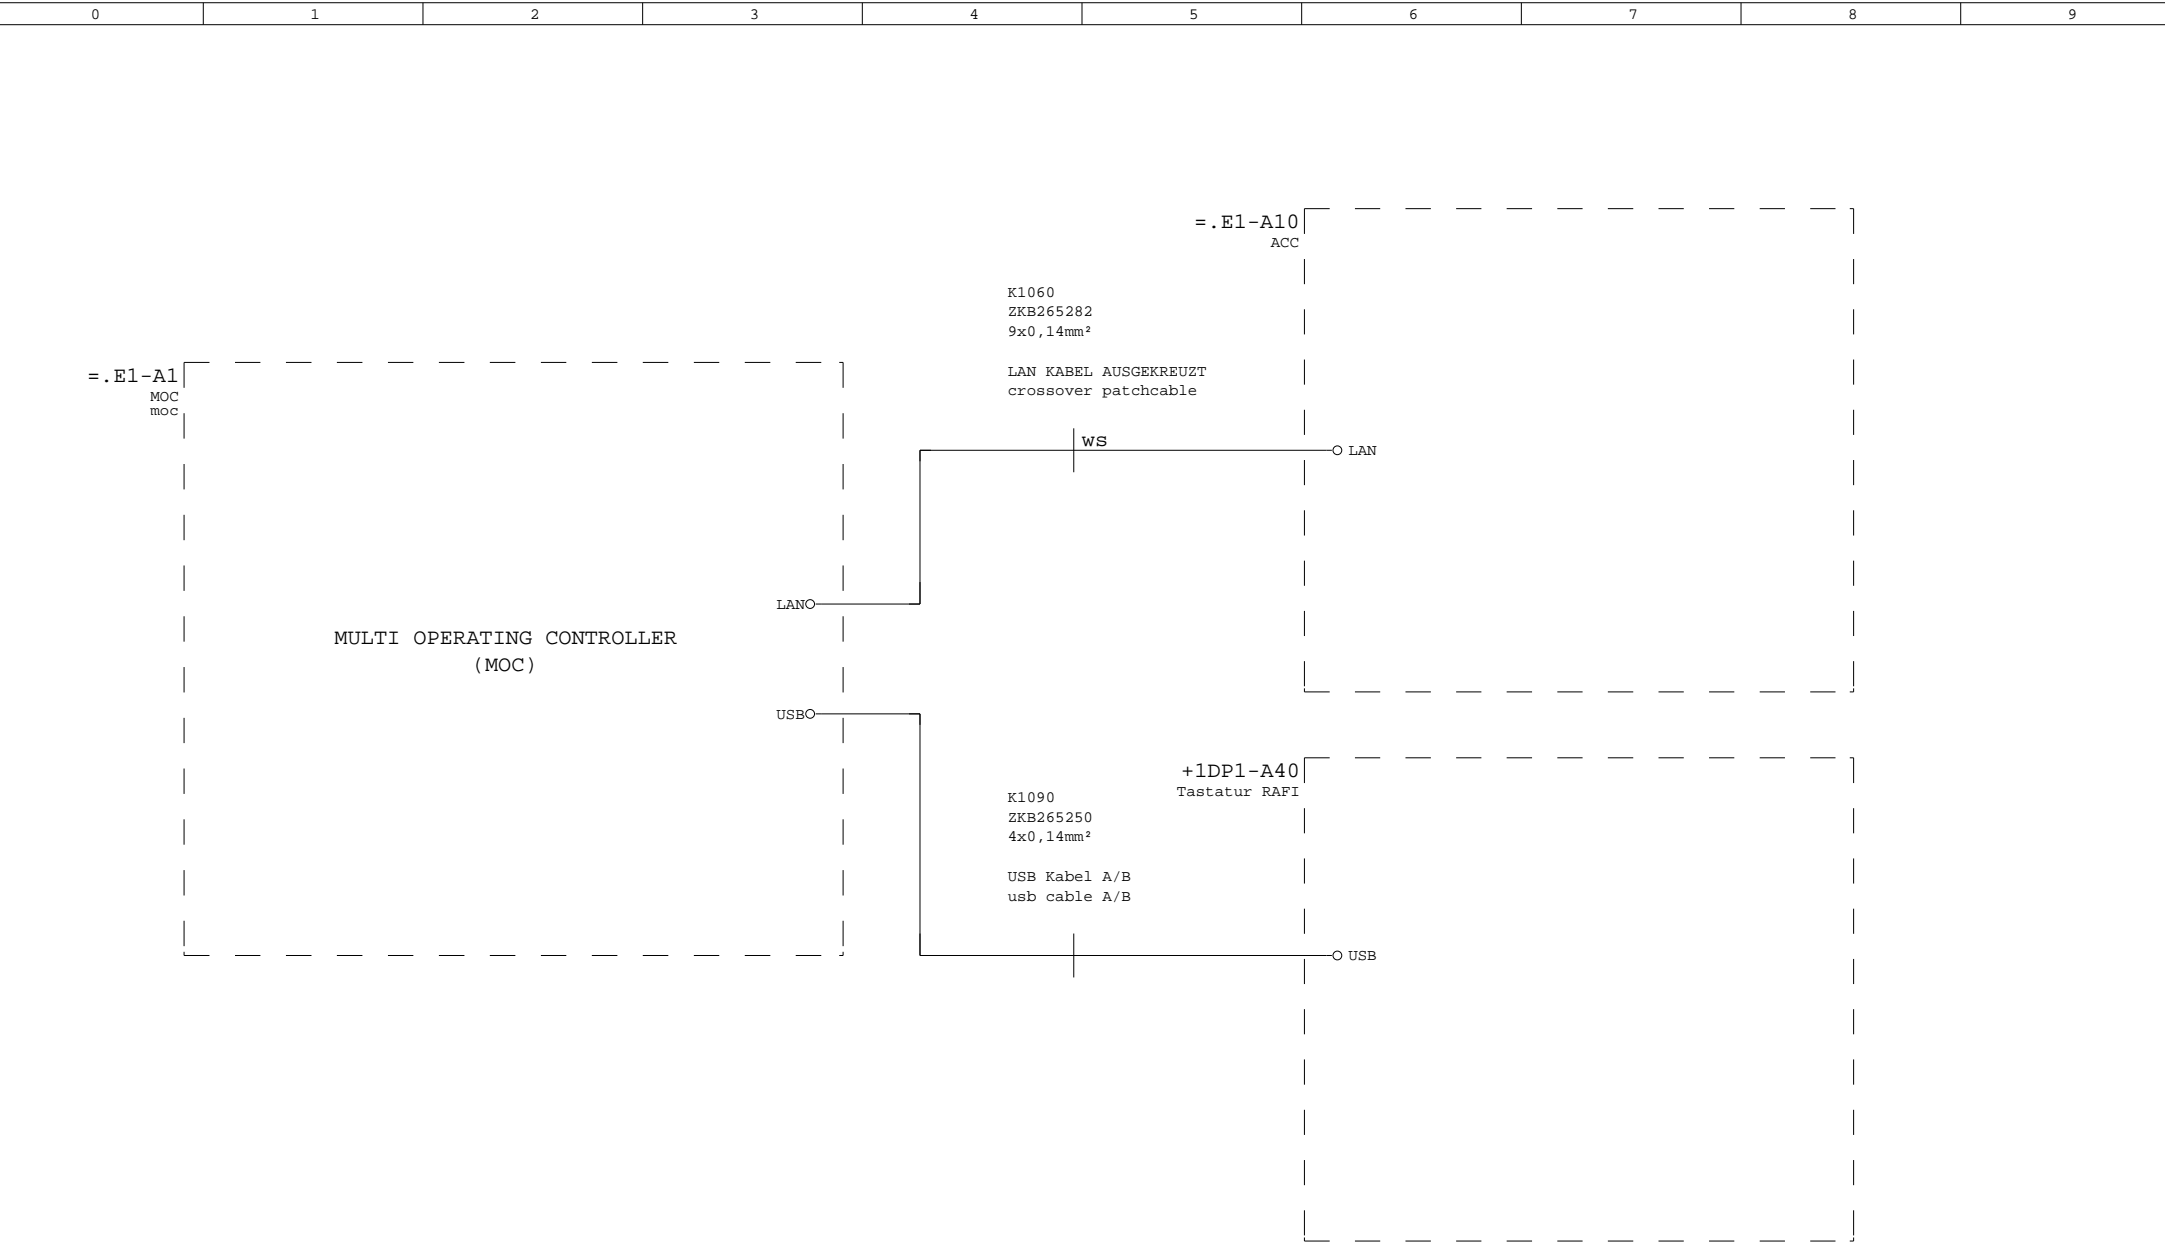 0 1 2 3 4 5 6 7 8 9
=.E1-A10
ACC
K1060
ZKB265282
9x0,14mm²
LAN KABEL AUSGEKREUZT
crossover patchcable
=.E1-A1
MOC
moc
WS
LAN
LAN
MULTI OPERATING CONTROLLER
(MOC)
USB
+1DP1-A40
Tastatur RAFI
K1090
ZKB265250
4x0,14mm²
USB Kabel A/B
usb cable A/B
USB